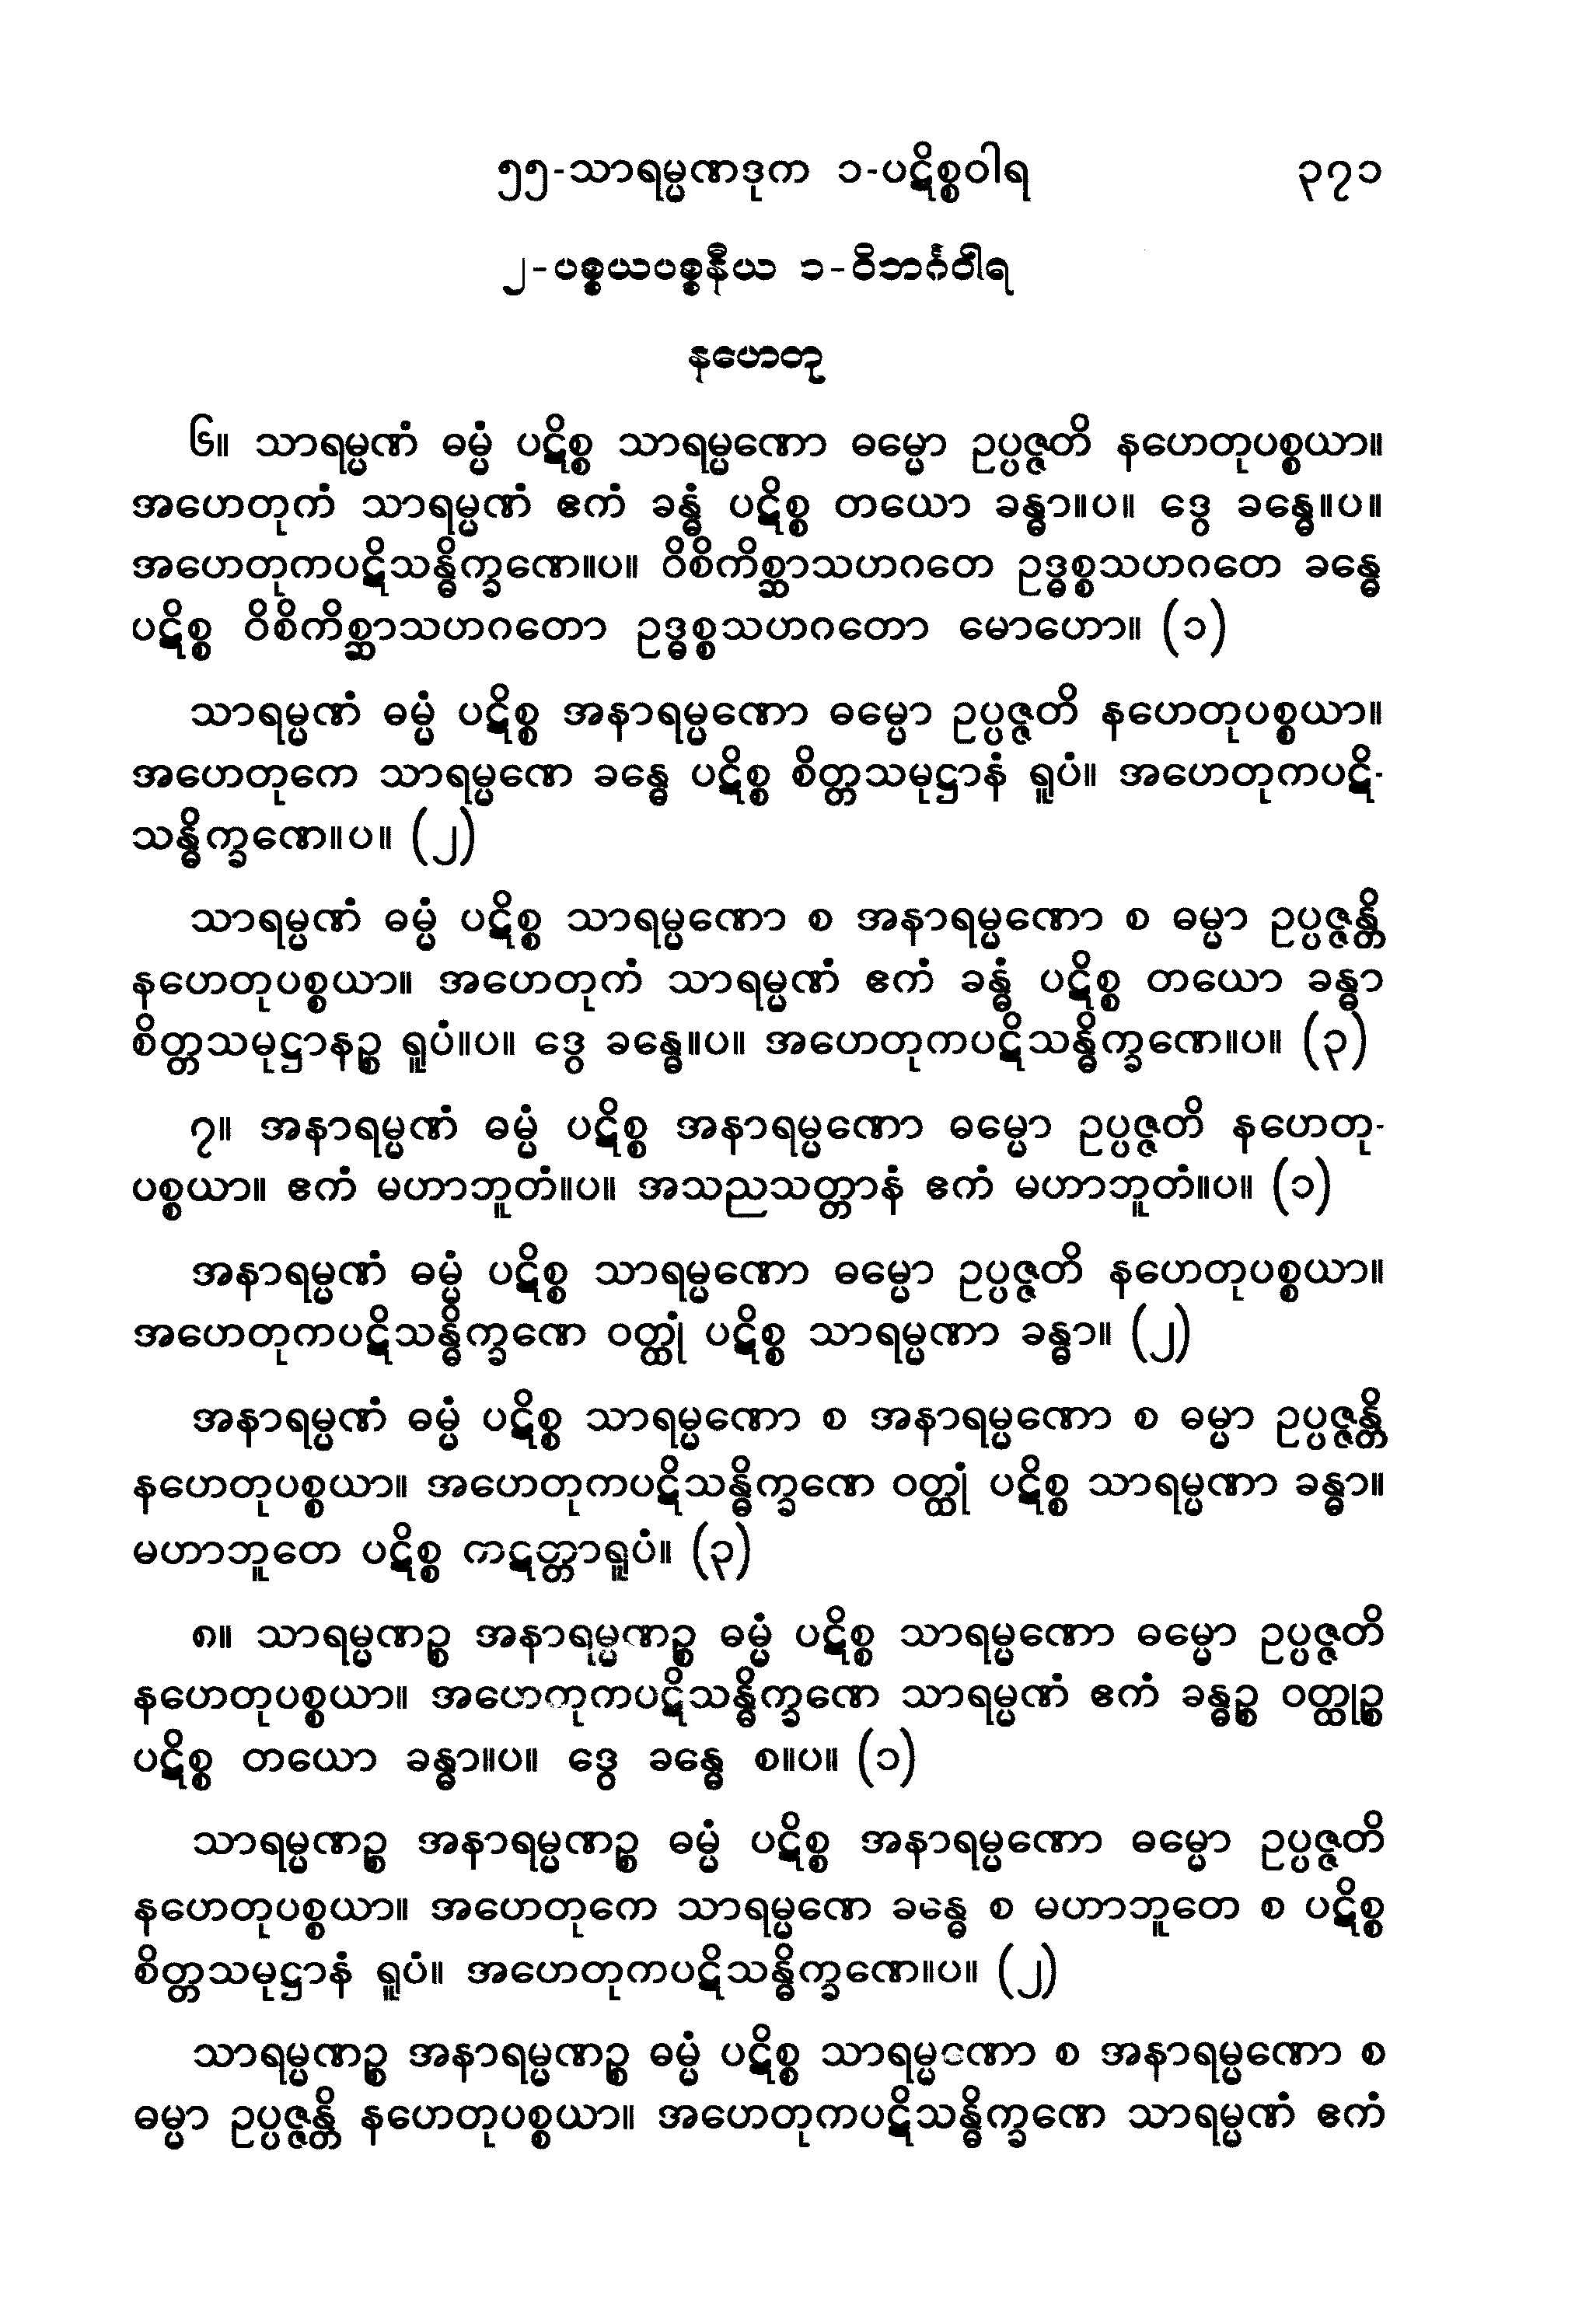 ၅၅-သာရမ္မဏဒုက ၁-ပဋိစ္စဝါရ ၃၇၁
၂-ပစ္စယပစ္စနီယ ၁-ဝိဘင်္ဂဝါရ
နဟေတု
၆။ သာရမ္မဏံ ဓမ္မံ ပဋိစ္စ သာရမ္မဏော ဓမ္မော ဥပ္ပဇ္ဇတိ နဟေတုပစ္စယာ။
အဟေတုကံ သာရမ္မဏံ ဧကံ ခန္ဓံ ပဋိစ္စ တယော ခန္ဓာ။ပ။ ဒွေ ခန္ဓေ။ပ။
အဟေတုကပဋိသန္ဓိက္ခဏေ။ပ။ ဝိစိကိစ္ဆာသဟဂတေ ဥဒ္ဓစ္စသဟဂတေ ခန္ဓေ
ပဋိစ္စ ဝိစိကိစ္ဆာသဟဂတော ဥဒ္ဓစ္စသဟဂတော မောဟော။ (၁)
သာရမ္မဏံ ဓမ္မံ ပဋိစ္စ အနာရမ္မဏော ဓမ္မော ဥပ္ပဇ္ဇတိ နဟေတုပစ္စယာ။
အဟေတုကေ သာရမ္မဏေ ခန္ဓေ ပဋိစ္စ စိတ္တသမုဋ္ဌာနံ ရူပံ။ အဟေတုကပဋိ-
သန္ဓိက္ခဏေ။ပ။ (၂)
သာရမ္မဏံ ဓမ္မံ ပဋိစ္စ သာရမ္မဏော စ အနာရမ္မဏော စ ဓမ္မာ ဥပ္ပဇ္ဇန္တိ
နဟေတုပစ္စယာ။ အဟေတုကံ သာရမ္မဏံ ဧကံ ခန္ဓံ ပဋိစ္စ တယော ခန္ဓာ
စိတ္တသမုဋ္ဌာနဉ္စ ရူပံ။ပ။ ဒွေ ခန္ဓေ။ပ။ အဟေတုကပဋိသန္ဓိက္ခဏေ။ပ။ (၃)
၇။ အနာရမ္မဏံ ဓမ္မံ ပဋိစ္စ အနာရမ္မဏော ဓမ္မော ဥပ္ပဇ္ဇတိ နဟေတု-
ပစ္စယာ။ ဧကံ မဟာဘူတံ။ပ။ အသညသတ္တာနံ ဧကံ မဟာဘူတံ။ပ။ (၁)
အနာရမ္မဏံ ဓမ္မံ ပဋိစ္စ သာရမ္မဏော ဓမ္မော ဥပ္ပဇ္ဇတိ နဟေတုပစ္စယာ။
အဟေတုကပဋိသန္ဓိက္ခဏေ ဝတ္ထုံ ပဋိစ္စ သာရမ္မဏာ ခန္ဓာ။ (၂)
အနာရမ္မဏံ ဓမ္မံ ပဋိစ္စ သာရမ္မဏော စ အနာရမ္မဏော စ ဓမ္မာ ဥပ္ပဇ္ဇန္တိ
နဟေတုပစ္စယာ။ အဟေတုကပဋိသန္ဓိက္ခဏေ ဝတ္ထုံ ပဋိစ္စ သာရမ္မဏာ ခန္ဓာ။
မဟာဘူတေ ပဋိစ္စ ကဋတ္တာရူပံ။ (၃)
၈။ သာရမ္မဏဉ္စ အနာရမ္မဏဉ္စ ဓမ္မံ ပဋိစ္စ သာရမ္မဏော ဓမ္မော ဥပ္ပဇ္ဇတိ
နဟေတုပစ္စယာ။ အဟေတုကပဋိသန္ဓိက္ခဏေ သာရမ္မဏံ ဧကံ ခန္ဓဉ္စ ဝတ္ထုဉ္စ
ပဋိစ္စ တယော ခန္ဓာ။ပ။ ဒွေ ခန္ဓေ စ။ပ။ (၁)
သာရမ္မဏဉ္စ အနာရမ္မဏဉ္စ ဓမ္မံ ပဋိစ္စ အနာရမ္မဏော ဓမ္မော ဥပ္ပဇ္ဇတိ
နဟေတုပစ္စယာ။ အဟေတုကေ သာရမ္မဏေ ခန္ဓေ စ မဟာဘူတေ စ ပဋိစ္စ
စိတ္တသမုဋ္ဌာနံ ရူပံ။ အဟေတုကပဋိသန္ဓိက္ခဏေ။ပ။ (၂)
သာရမ္မဏဉ္စ အနာရမ္မဏဉ္စ ဓမ္မံ ပဋိစ္စ သာရမ္မဏော စ အနာရမ္မဏော စ
ဓမ္မာ ဥပ္ပဇ္ဇန္တိ နဟေတုပစ္စယာ။ အဟေတုကပဋိသန္ဓိက္ခဏေ သာရမ္မဏံ ဧကံ